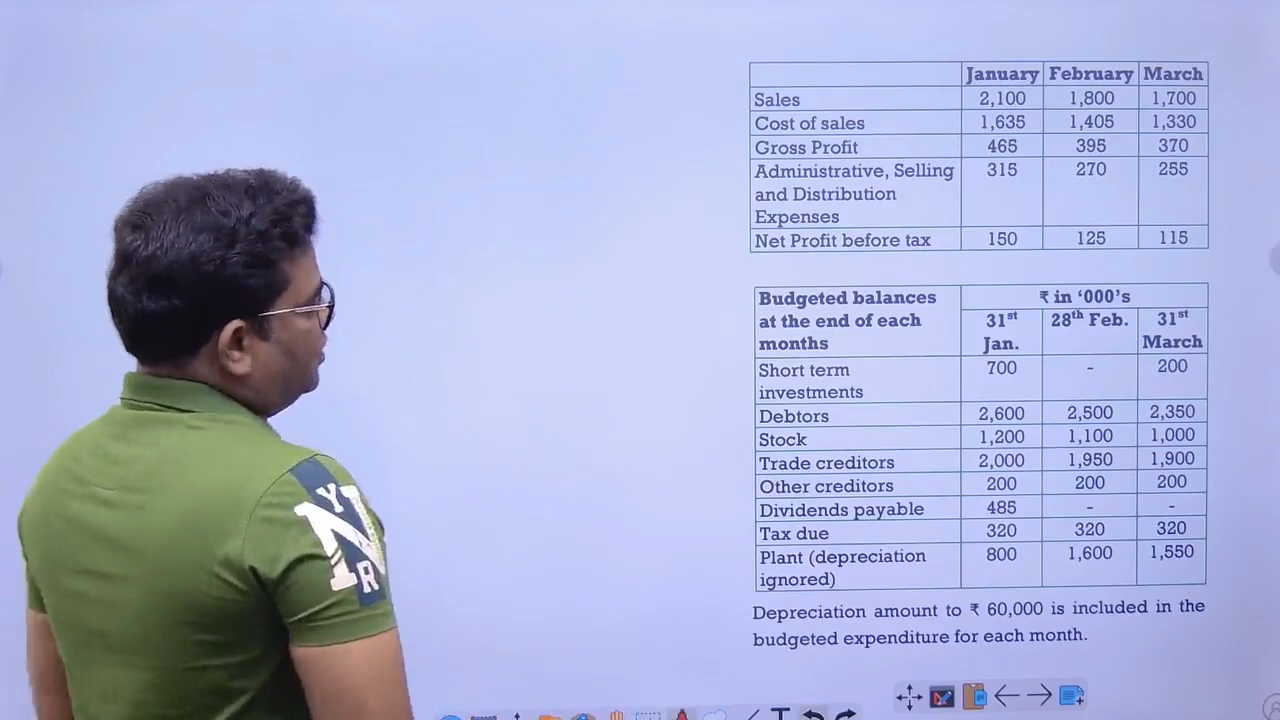 January February March
Sales 2,100 1,800 1,700
Cost of sales 1,635 1,405 1,330
Gross Profit 465 395 370
Administrative, Selling 315 270 255
and Distribution
Expenses
Net Profit before tax 150 125 115
Budgeted balances ₹ in ‘000’s
at the end of each 31st 28th Feb. 31st
months Jan. March
Short term 700 - 200
investments
Debtors 2,600 2,500 2,350
Stock 1,200 1,100 1,000
Trade creditors 2,000 1,950 1,900
Other creditors 200 200 200
Dividends payable 485 - -
Tax due 320 320 320
Plant (depreciation 800 1,600 1,550
ignored)
Depreciation amount to ₹ 60,000 is included in the
budgeted expenditure for each month.
Y
N
R